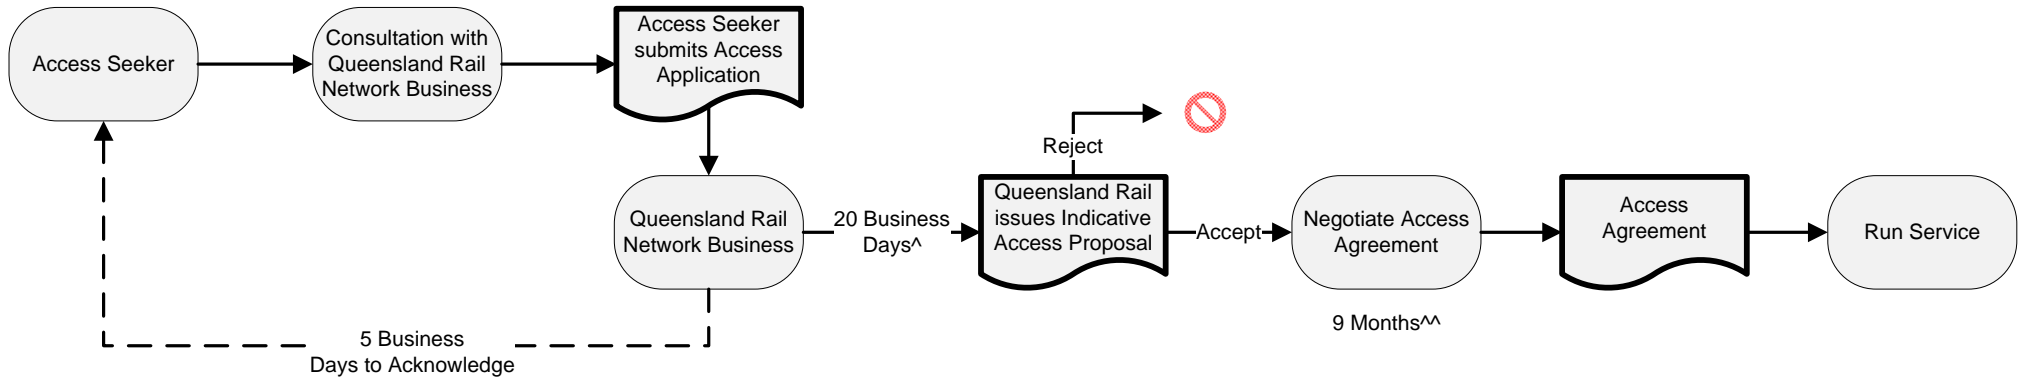 Access Seeker
Consultation with
Queensland Rail
Network Business
Access Seeker
submits Access
Application
Reject
Queensland Rail
Network Business
20 Business
Days^
Queensland Rail
issues Indicative
Access Proposal
Accept
Negotiate Access
Agreement
Access
Agreement
Run Service
9 Months^^
5 Business
Days to Acknowledge